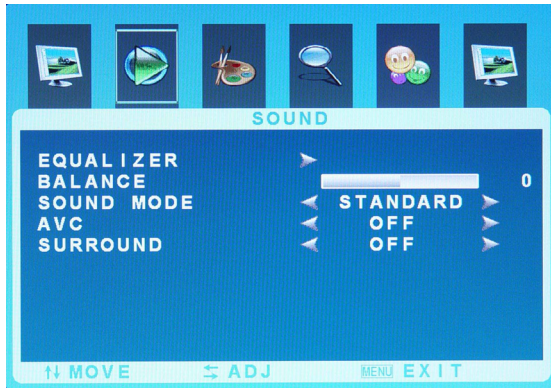 SOUND
EQUALIZER
BALANCE 0
SOUND MODE STANDARD
AVC OFF
SURROUND OFF
MOVE ADJ MENU EXIT